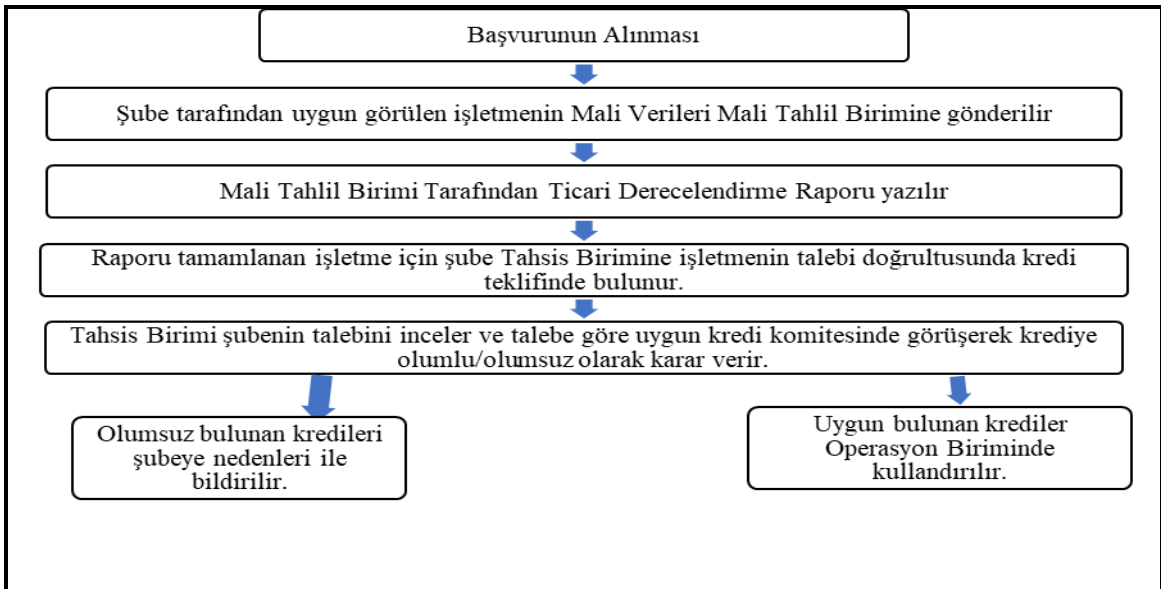 Başvurunun Alınması
Şube tarafından uygun görülen işletmenin Mali Verileri Mali Tahlil Birimine gönderilir
Mali Tahlil Birimi Tarafından Ticari Derecelendirme Raporu yazılır
Raporu tamamlanan işletme için şube Tahsis Birimine işletmenin talebi doğrultusunda kredi
teklifinde bulunur.
Tahsis Birimi şubenin talebini inceler ve talebe göre uygun kredi komitesinde görüşerek krediye
olumlu/olumsuz olarak karar verir.
Olumsuz bulunan kredileri
şubeye nedenleri ile
bildirilir.
Uygun bulunan krediler
Operasyon Biriminde
kullandırılır.